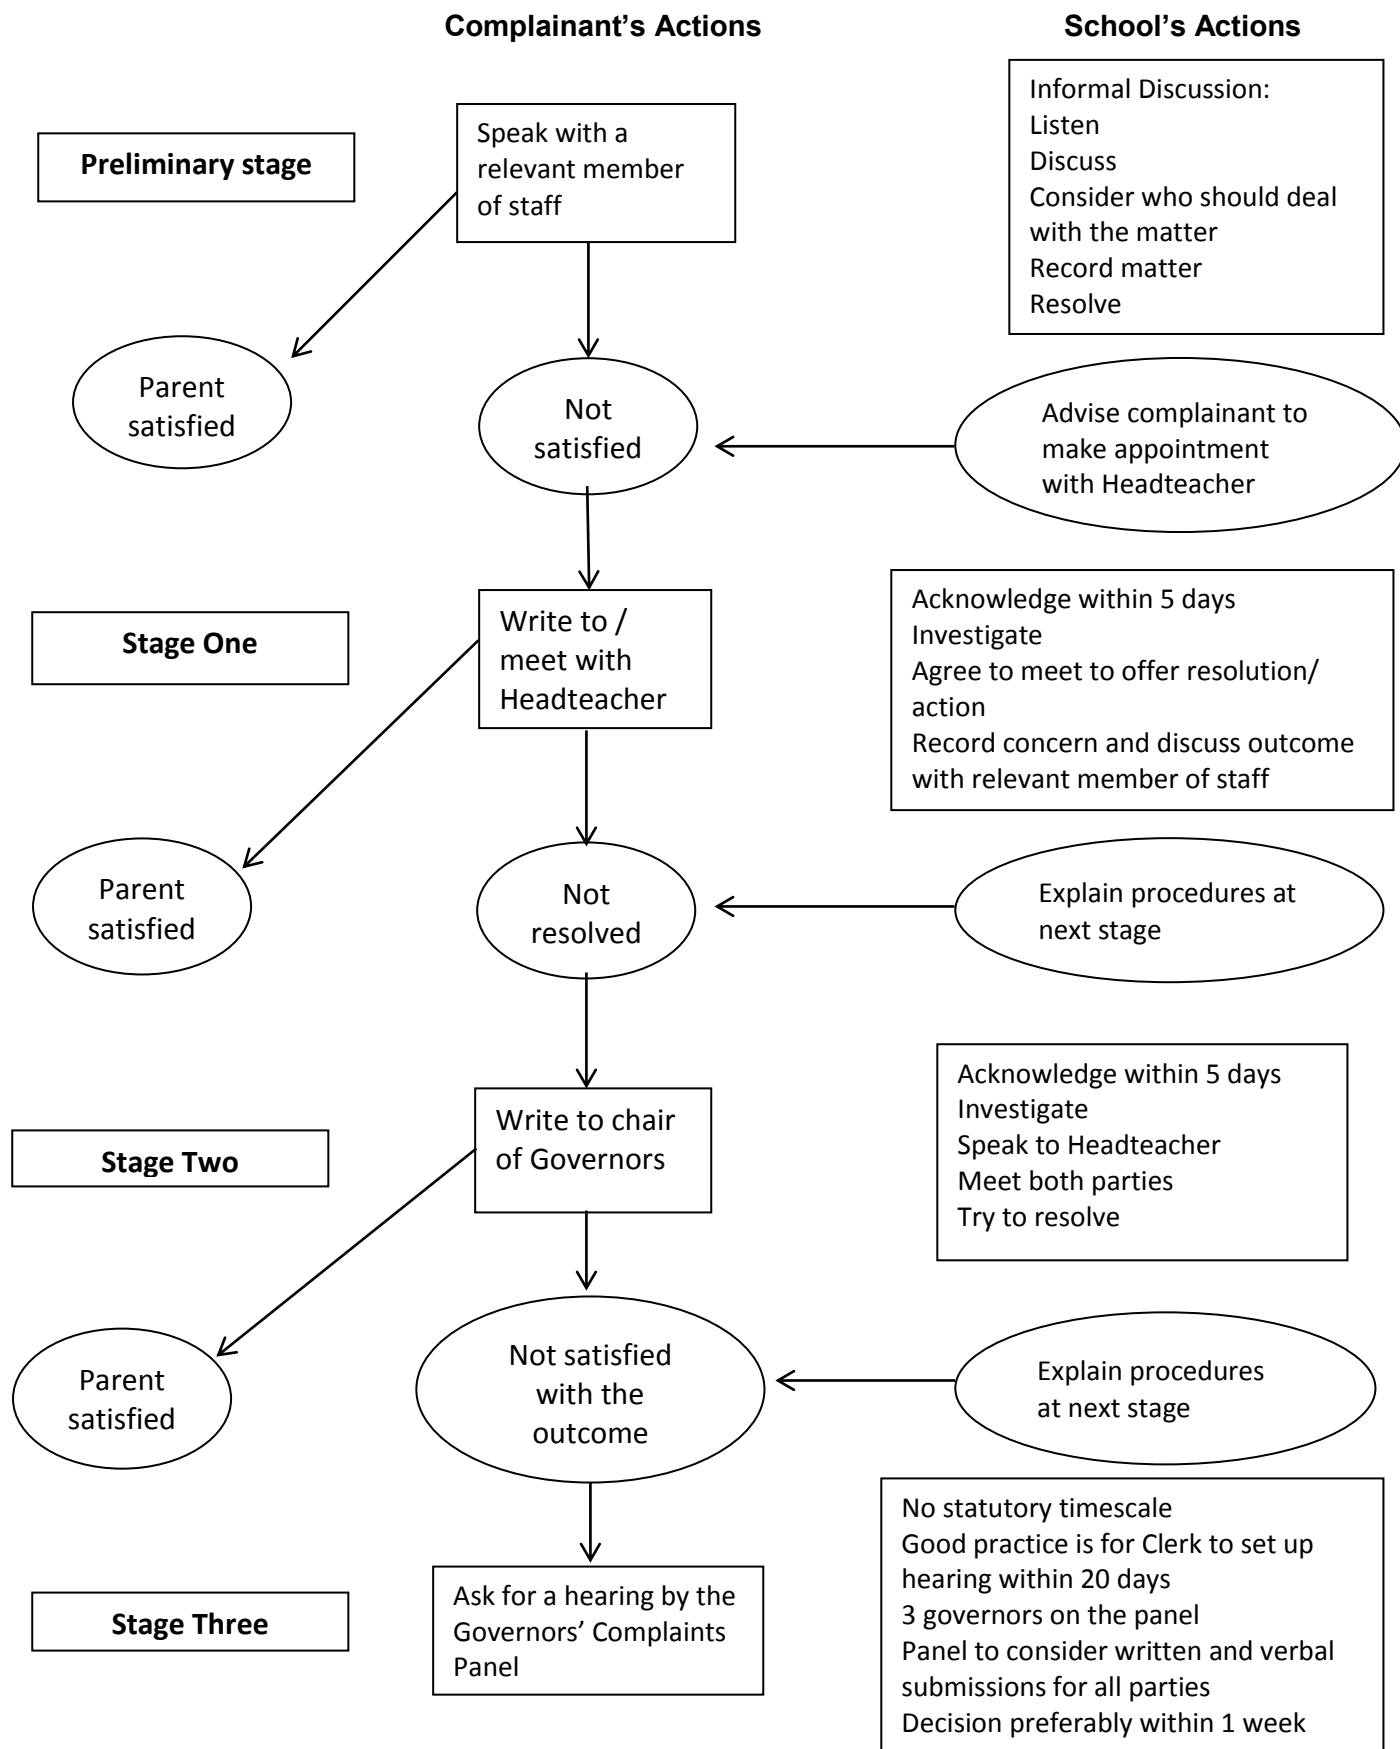 Complainant's Actions
School's Actions
Preliminary stage
Speak with a
relevant member
of staff
Informal Discussion:
Listen
Discuss
Consider who should deal
with the matter
Record matter
Resolve
Parent
satisfied
Not
satisfied
Advise complainant to
make appointment
with Headteacher
Stage One
Write to /
meet with
Headteacher
Acknowledge within 5 days
Investigate
Agree to meet to offer resolution/
action
Record concern and discuss outcome
with relevant member of staff
Parent
satisfied
Not
resolved
Explain procedures at
next stage
Stage Two
Write to chair
of Governors
Acknowledge within 5 days
Investigate
Speak to Headteacher
Meet both parties
Try to resolve
Parent
satisfied
Not satisfied
with the
outcome
Explain procedures
at next stage
Stage Three
Ask for a hearing by the
Governors’ Complaints
Panel
No statutory timescale
Good practice is for Clerk to set up
hearing within 20 days
3 governors on the panel
Panel to consider written and verbal
submissions for all parties
Decision preferably within 1 week